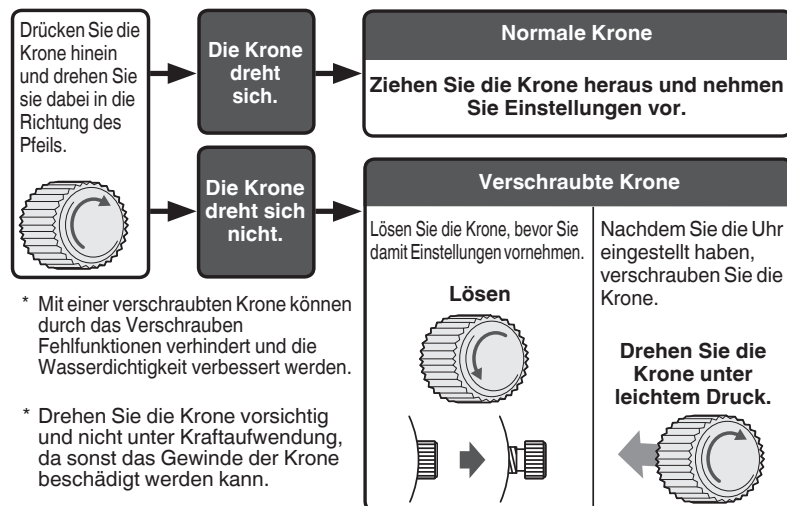 Drücken Sie die
Krone hinein
und drehen Sie
sie dabei in die
Richtung des
Pfeils.
Die Krone
dreht
sich.
Normale Krone
Ziehen Sie die Krone heraus und nehmen
Sie Einstellungen vor.
Die Krone
dreht sich
nicht.
Verschraubte Krone
Lösen Sie die Krone, bevor Sie
damit Einstellungen vornehmen.
Lösen
Nachdem Sie die Uhr
eingestellt haben,
verschrauben Sie die
Krone.
Drehen Sie die
Krone unter
leichtem Druck.
* Mit einer verschraubten Krone können
durch das Verschrauben
Fehlfunktionen verhindert und die
Wasserdichtigkeit verbessert werden.
* Drehen Sie die Krone vorsichtig
und nicht unter Kraftaufwendung,
da sonst das Gewinde der Krone
beschädigt werden kann.